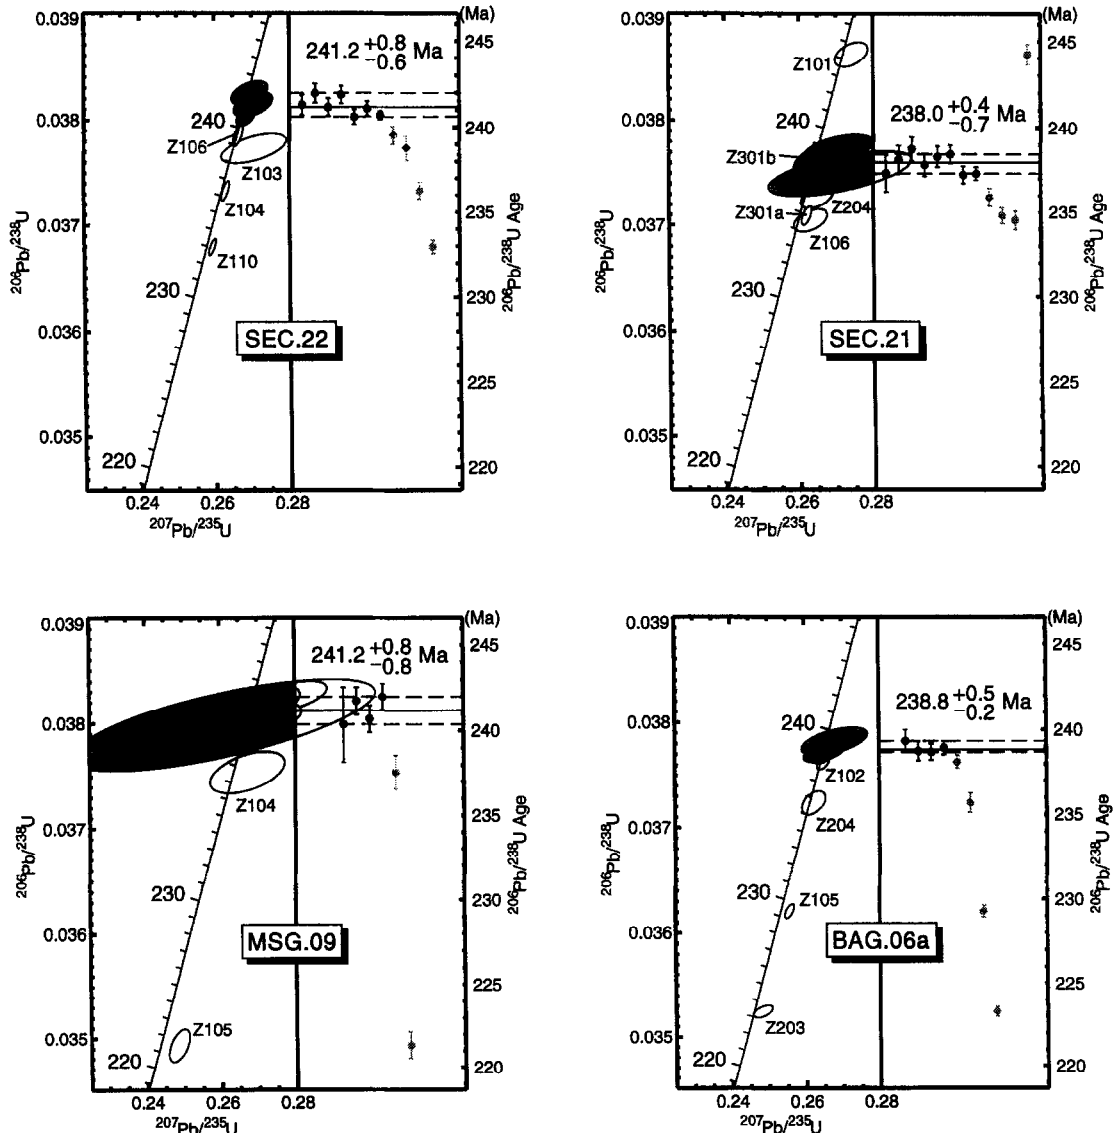 0.039
0.038
0.037
0.036
0.035
206Pb/238U
0.24
0.26
0.28
207Pb/235U
240
230
220
Z106
Z103
Z104
Z110
241.2 +0.8 −0.6 Ma
SEC.22
(Ma)
245
240
235
230
225
220
206Pb/238U Age
0.039
0.038
0.037
0.036
0.035
206Pb/238U
0.24
0.26
0.28
207Pb/235U
240
230
220
Z101
Z301b
Z301a
Z204
Z106
238.0 +0.4 −0.7 Ma
SEC.21
(Ma)
245
240
235
230
225
220
206Pb/238U Age
0.039
0.038
0.037
0.036
0.035
206Pb/238U
0.24
0.26
0.28
207Pb/235U
230
220
Z104
Z105
241.2 +0.8 −0.8 Ma
MSG.09
(Ma)
245
240
235
230
225
220
206Pb/238U Age
0.039
0.038
0.037
0.036
0.035
206Pb/238U
0.24
0.26
0.28
207Pb/235U
240
230
220
Z102
Z204
Z105
Z203
238.8 +0.5 −0.2 Ma
BAG.06a
(Ma)
245
240
235
230
225
220
206Pb/238U Age